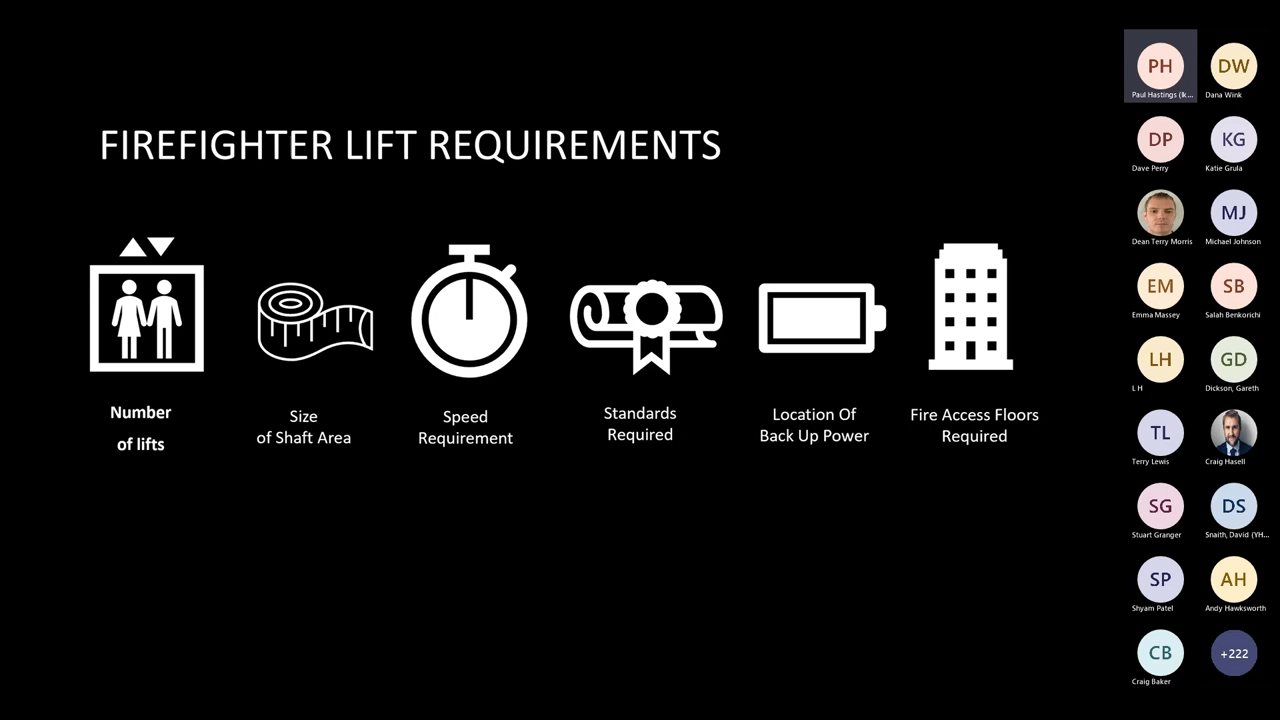 FIREFIGHTER LIFT REQUIREMENTS
Number
of lifts
Size
of Shaft Area
Speed
Requirement
Standards
Required
Location Of
Back Up Power
Fire Access Floors
Required
PH
Paul Hastings (Ik...
DW
Dana Wink
DP
Dave Perry
KG
Katie Grula
Dean Terry Morris
MJ
Michael Johnson
EM
Emma Massey
SB
Salah Benkorichi
LH
L H
GD
Dickson, Gareth
TL
Terry Lewis
Craig Hasell
SG
Stuart Granger
DS
Snaith, David (YH...
SP
Shyam Patel
AH
Andy Hawksworth
CB
Craig Baker
+222